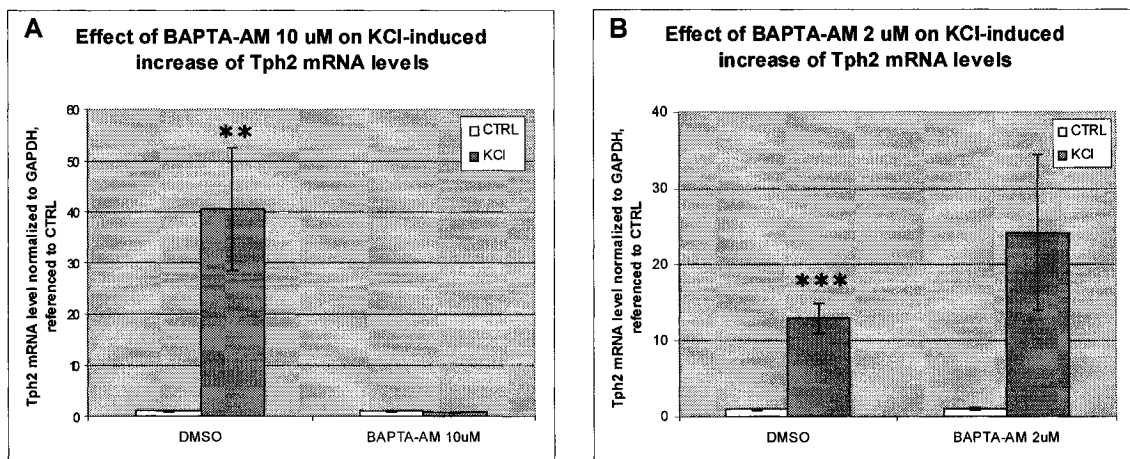 A
Effect of BAPTA-AM 10 uM on KCl-induced
increase of Tph2 mRNA levels
Tph2 mRNA level normalized to GAPDH,
referenced to CTRL
60
50
40
30
20
10
0
**
CTRL
KCl
DMSO
BAPTA-AM 10uM
B
Effect of BAPTA-AM 2 uM on KCl-induced
increase of Tph2 mRNA levels
Tph2 mRNA level normalized to GAPDH,
referenced to CTRL
40
30
20
10
0
***
CTRL
KCl
DMSO
BAPTA-AM 2uM